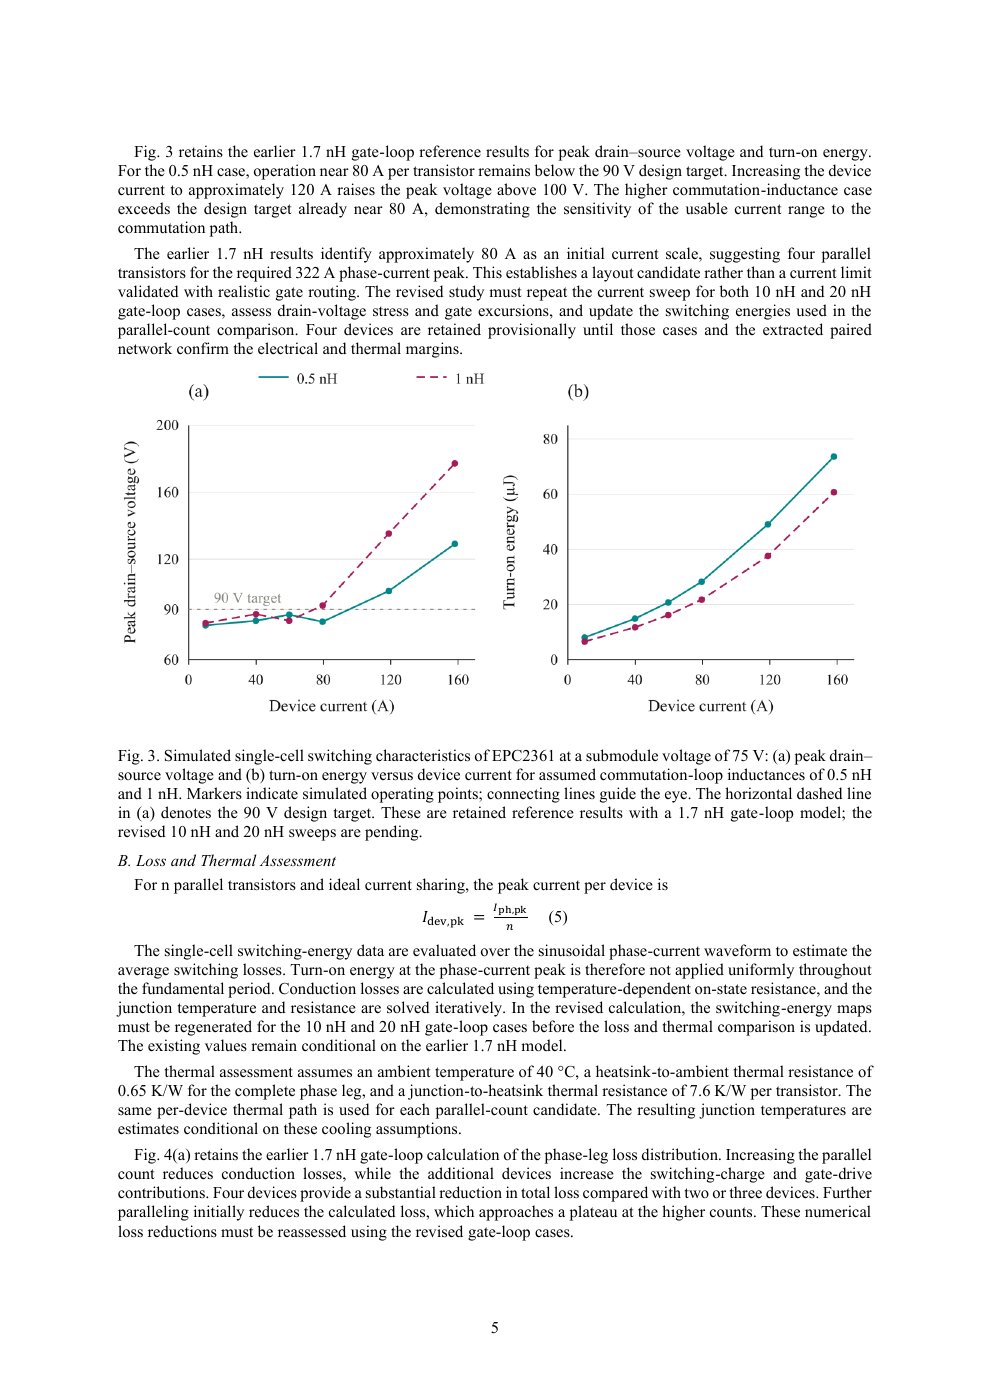 Fig. 3 retains the earlier 1.7 nH gate-loop reference results for peak drain–source voltage and turn-on energy.
For the 0.5 nH case, operation near 80 A per transistor remains below the 90 V design target. Increasing the device
current to approximately 120 A raises the peak voltage above 100 V. The higher commutation-inductance case
exceeds the design target already near 80 A, demonstrating the sensitivity of the usable current range to the
commutation path.
The earlier 1.7 nH results identify approximately 80 A as an initial current scale, suggesting four parallel
transistors for the required 322 A phase-current peak. This establishes a layout candidate rather than a current limit
validated with realistic gate routing. The revised study must repeat the current sweep for both 10 nH and 20 nH
gate-loop cases, assess drain-voltage stress and gate excursions, and update the switching energies used in the
parallel-count comparison. Four devices are retained provisionally until those cases and the extracted paired
network confirm the electrical and thermal margins.
0.5 nH 1 nH
(a)
200
160
120
90
60
90 V target
0 40 80 120 160
Device current (A)
Peak drain–source voltage (V)
(b)
80
60
40
20
0
0 40 80 120 160
Device current (A)
Turn-on energy (μJ)
Fig. 3. Simulated single-cell switching characteristics of EPC2361 at a submodule voltage of 75 V: (a) peak drain–
source voltage and (b) turn-on energy versus device current for assumed commutation-loop inductances of 0.5 nH
and 1 nH. Markers indicate simulated operating points; connecting lines guide the eye. The horizontal dashed line
in (a) denotes the 90 V design target. These are retained reference results with a 1.7 nH gate-loop model; the
revised 10 nH and 20 nH sweeps are pending.
B. Loss and Thermal Assessment
For n parallel transistors and ideal current sharing, the peak current per device is
I_dev,pk = I_ph,pk / n (5)
The single-cell switching-energy data are evaluated over the sinusoidal phase-current waveform to estimate the
average switching losses. Turn-on energy at the phase-current peak is therefore not applied uniformly throughout
the fundamental period. Conduction losses are calculated using temperature-dependent on-state resistance, and the
junction temperature and resistance are solved iteratively. In the revised calculation, the switching-energy maps
must be regenerated for the 10 nH and 20 nH gate-loop cases before the loss and thermal comparison is updated.
The existing values remain conditional on the earlier 1.7 nH model.
The thermal assessment assumes an ambient temperature of 40 °C, a heatsink-to-ambient thermal resistance of
0.65 K/W for the complete phase leg, and a junction-to-heatsink thermal resistance of 7.6 K/W per transistor. The
same per-device thermal path is used for each parallel-count candidate. The resulting junction temperatures are
estimates conditional on these cooling assumptions.
Fig. 4(a) retains the earlier 1.7 nH gate-loop calculation of the phase-leg loss distribution. Increasing the parallel
count reduces conduction losses, while the additional devices increase the switching-charge and gate-drive
contributions. Four devices provide a substantial reduction in total loss compared with two or three devices. Further
paralleling initially reduces the calculated loss, which approaches a plateau at the higher counts. These numerical
loss reductions must be reassessed using the revised gate-loop cases.
5